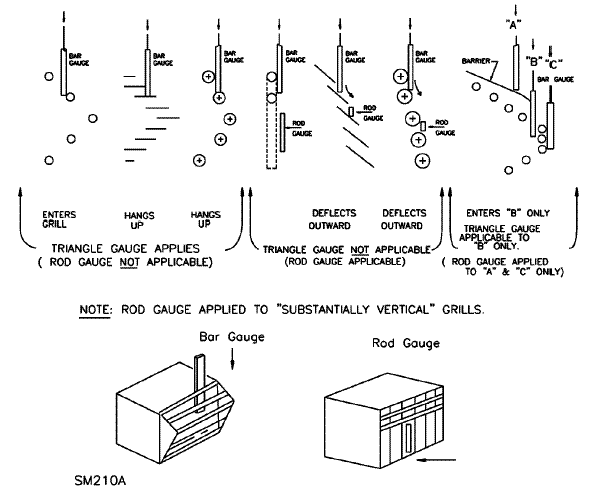 "A"
"B" "C"
BAR
GAUGE
BAR
GAUGE
BAR
GAUGE
BAR
GAUGE
BAR
GAUGE
BAR
GAUGE
BARRIER
BAR GAUGE
ROD
GAUGE
ROD
GAUGE
ROD
GAUGE
ENTERS
GRILL
HANGS
UP
HANGS
UP
DEFLECTS
OUTWARD
DEFLECTS
OUTWARD
ENTERS "B" ONLY
TRIANGLE GAUGE
APPLICABLE TO
"B" ONLY.
TRIANGLE GAUGE APPLIES
( ROD GAUGE NOT APPLICABLE)
TRIANGLE GAUGE NOT APPLICABLE
(ROD GAUGE APPLICABLE)
( ROD GAUGE APPLIED
TO "A" & "C" ONLY)
NOTE: ROD GAUGE APPLIED TO "SUBSTANTIALLY VERTICAL" GRILLS.
Bar Gauge
Rod Gauge
SM210A